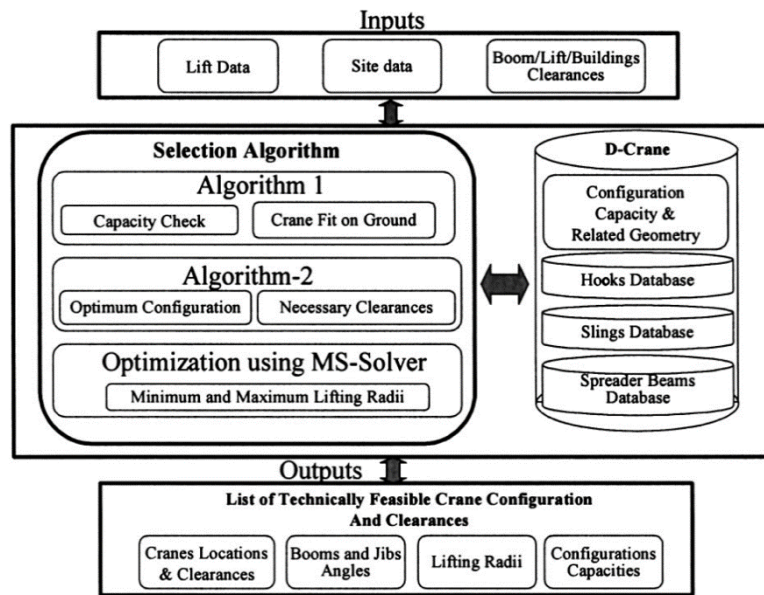 Inputs
Lift Data
Site data
Boom/Lift/Buildings
Clearances
Selection Algorithm
Algorithm 1
Capacity Check
Crane Fit on Ground
Algorithm-2
Optimum Configuration
Necessary Clearances
Optimization using MS-Solver
Minimum and Maximum Lifting Radii
D-Crane
Configuration
Capacity &
Related Geometry
Hooks Database
Slings Database
Spreader Beams
Database
Outputs
List of Technically Feasible Crane Configuration
And Clearances
Cranes Locations
& Clearances
Booms and Jibs
Angles
Lifting Radii
Configurations
Capacities